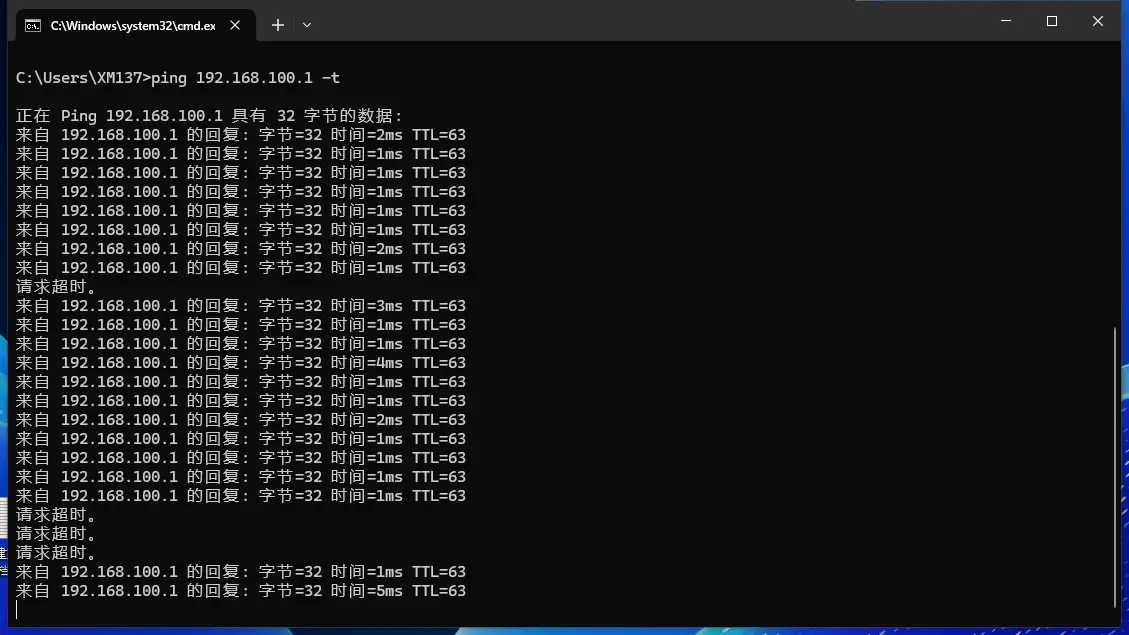 C:\Windows\system32\cmd.ex
C:\Users\XM137>ping 192.168.100.1 -t
正在 Ping 192.168.100.1 具有 32 字节的数据:
来自 192.168.100.1 的回复: 字节=32 时间=2ms TTL=63
来自 192.168.100.1 的回复: 字节=32 时间=1ms TTL=63
来自 192.168.100.1 的回复: 字节=32 时间=1ms TTL=63
来自 192.168.100.1 的回复: 字节=32 时间=1ms TTL=63
来自 192.168.100.1 的回复: 字节=32 时间=1ms TTL=63
来自 192.168.100.1 的回复: 字节=32 时间=1ms TTL=63
来自 192.168.100.1 的回复: 字节=32 时间=2ms TTL=63
来自 192.168.100.1 的回复: 字节=32 时间=1ms TTL=63
请求超时。
来自 192.168.100.1 的回复: 字节=32 时间=3ms TTL=63
来自 192.168.100.1 的回复: 字节=32 时间=1ms TTL=63
来自 192.168.100.1 的回复: 字节=32 时间=1ms TTL=63
来自 192.168.100.1 的回复: 字节=32 时间=4ms TTL=63
来自 192.168.100.1 的回复: 字节=32 时间=1ms TTL=63
来自 192.168.100.1 的回复: 字节=32 时间=1ms TTL=63
来自 192.168.100.1 的回复: 字节=32 时间=2ms TTL=63
来自 192.168.100.1 的回复: 字节=32 时间=1ms TTL=63
来自 192.168.100.1 的回复: 字节=32 时间=1ms TTL=63
来自 192.168.100.1 的回复: 字节=32 时间=1ms TTL=63
来自 192.168.100.1 的回复: 字节=32 时间=1ms TTL=63
请求超时。
请求超时。
请求超时。
来自 192.168.100.1 的回复: 字节=32 时间=1ms TTL=63
来自 192.168.100.1 的回复: 字节=32 时间=5ms TTL=63